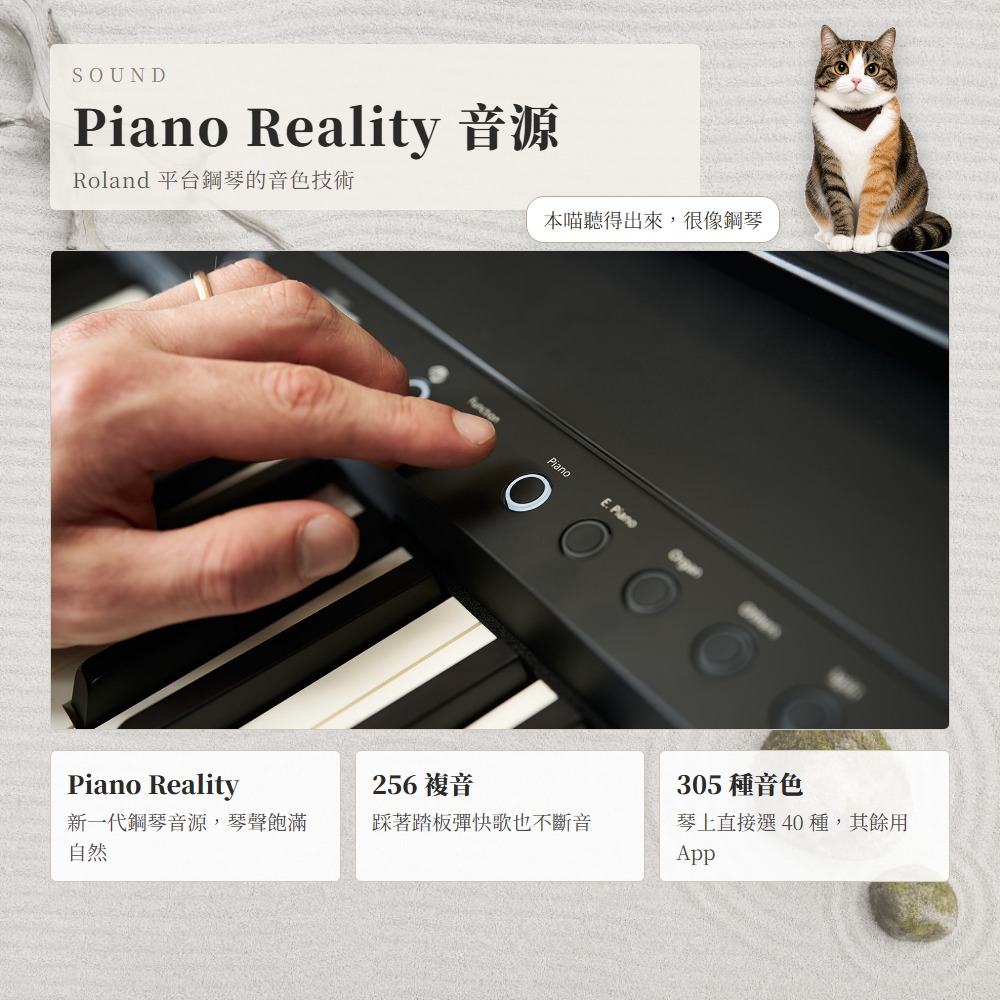 SOUND
Piano Reality 音源
Roland 平台鋼琴的音色技術
本喵聽得出來，很像鋼琴
Function
Piano
E. Piano
Organ
Piano Reality
新一代鋼琴音源，琴聲飽滿
自然
256 複音
踩著踏板彈快歌也不斷音
305 種音色
琴上直接選 40 種，其餘用
App